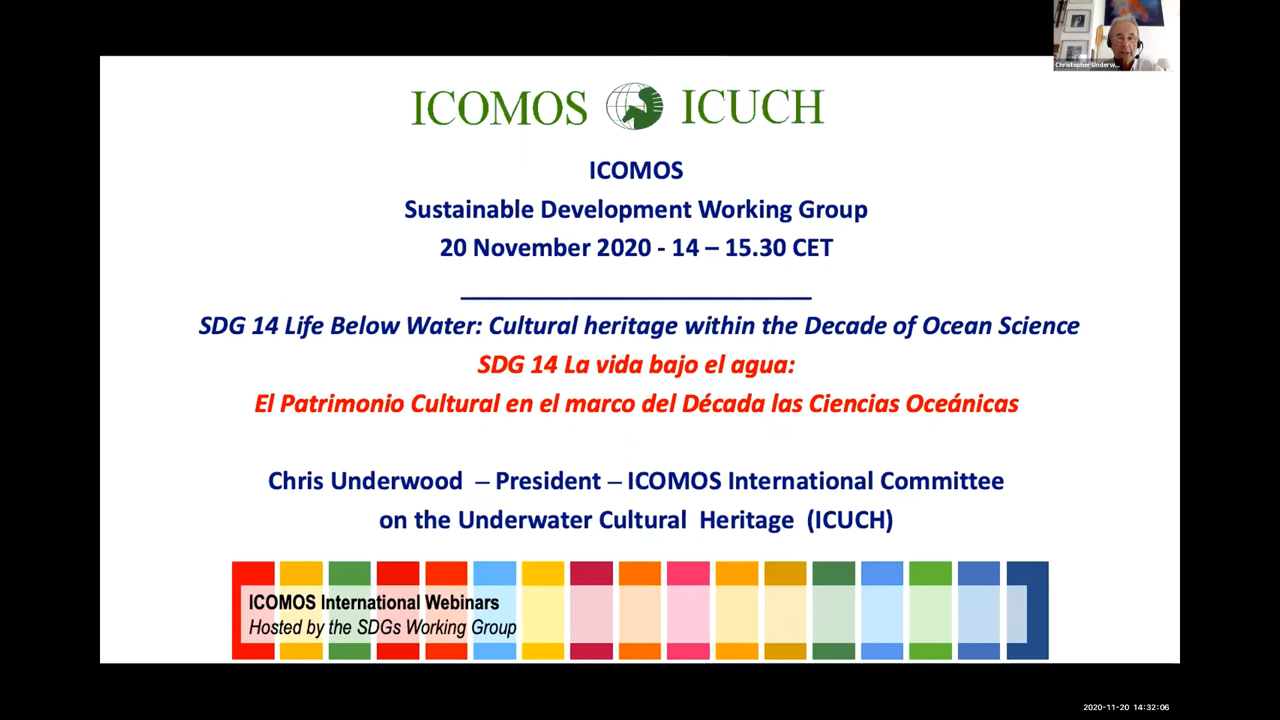 Christopher Underw...
ICOMOS ICUCH
ICOMOS
Sustainable Development Working Group
20 November 2020 - 14 – 15.30 CET
SDG 14 Life Below Water: Cultural heritage within the Decade of Ocean Science
SDG 14 La vida bajo el agua:
El Patrimonio Cultural en el marco del Década las Ciencias Oceánicas
Chris Underwood – President – ICOMOS International Committee
on the Underwater Cultural Heritage (ICUCH)
ICOMOS International Webinars
Hosted by the SDGs Working Group
2020-11-20 14:32:06